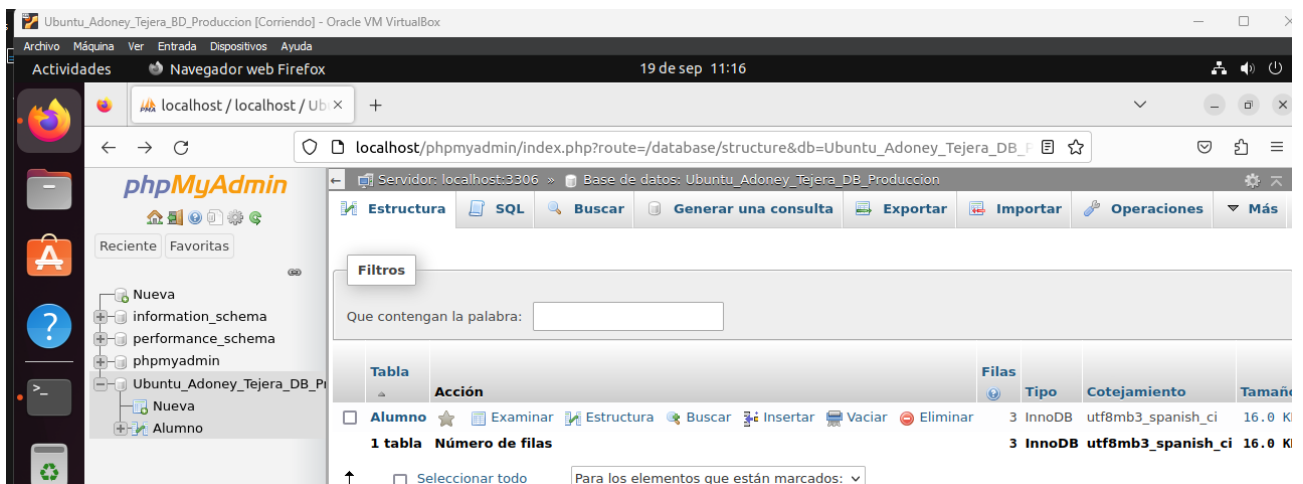 Ubuntu_Adoney_Tejera_BD_Produccion [Corriendo] - Oracle VM VirtualBox
Archivo Máquina Ver Entrada Dispositivos Ayuda
Actividades Navegador web Firefox 19 de sep 11:16
localhost / localhost / Ub
localhost/phpmyadmin/index.php?route=/database/structure&db=Ubuntu_Adoney_Tejera_DB_P
phpMyAdmin
Servidor: localhost:3306 » Base de datos: Ubuntu_Adoney_Tejera_DB_Produccion
Estructura SQL Buscar Generar una consulta Exportar Importar Operaciones Más
Reciente Favoritas
Nueva
information_schema
performance_schema
phpmyadmin
Ubuntu_Adoney_Tejera_DB_P
Nueva
Alumno
Filtros
Que contengan la palabra:
Tabla Acción Filas Tipo Cotejamiento Tamaño
Alumno Examinar Estructura Buscar Insertar Vaciar Eliminar 3 InnoDB utf8mb3_spanish_ci 16.0 K
1 tabla Número de filas 3 InnoDB utf8mb3_spanish_ci 16.0 K
Seleccionar todo Para los elementos que están marcados: